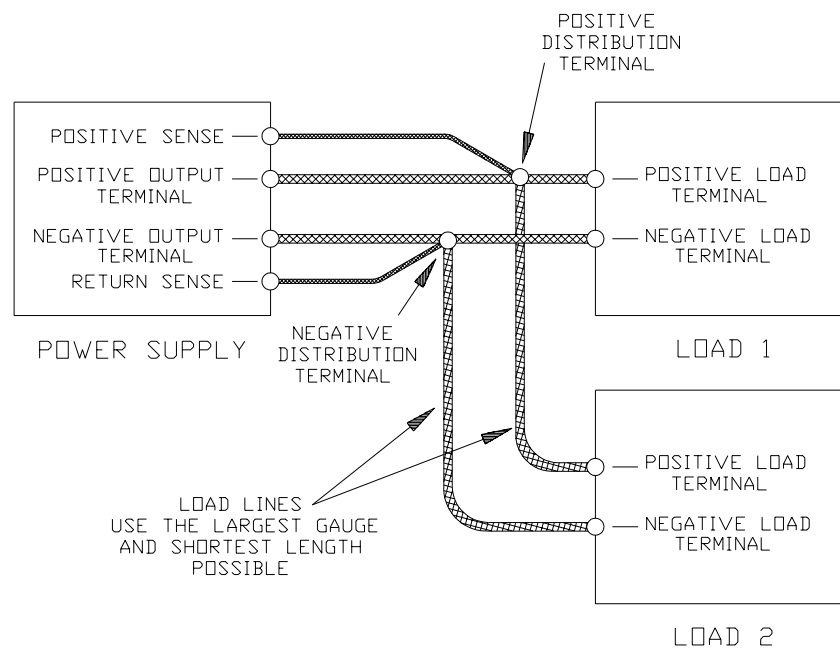 POSITIVE
DISTRIBUTION
TERMINAL
POSITIVE SENSE
POSITIVE OUTPUT
TERMINAL
NEGATIVE OUTPUT
TERMINAL
RETURN SENSE
POWER SUPPLY
POSITIVE LOAD
TERMINAL
NEGATIVE LOAD
TERMINAL
LOAD 1
NEGATIVE
DISTRIBUTION
TERMINAL
LOAD LINES
USE THE LARGEST GAUGE
AND SHORTEST LENGTH
POSSIBLE
POSITIVE LOAD
TERMINAL
NEGATIVE LOAD
TERMINAL
LOAD 2